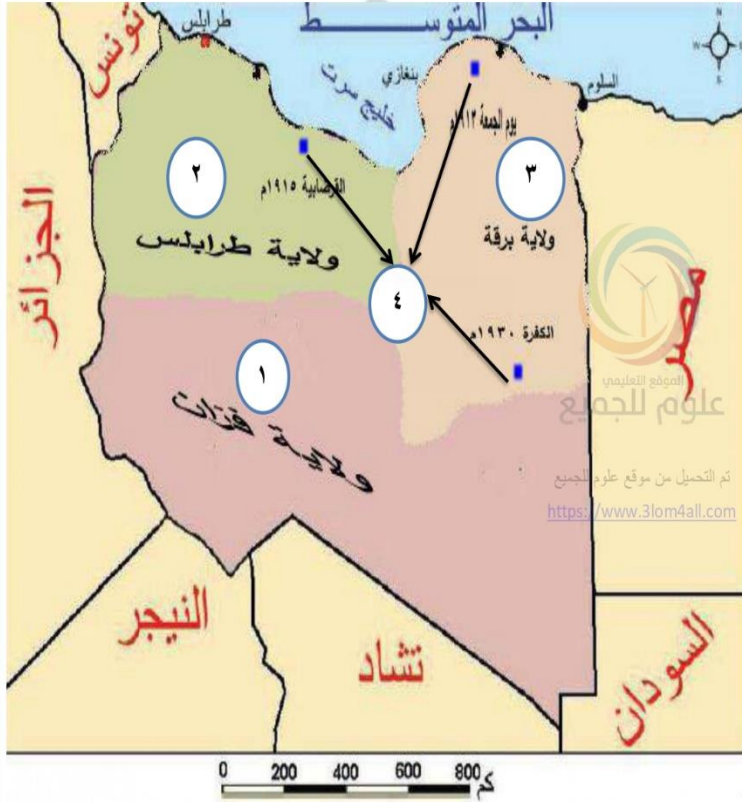 البحر المتوسط
طرابلس
تونس
خليج سرت
بنغازي
السلوم
N
W
E
S
يوم الجمعة ١٩١٣م
٢
٣
القرضابية ١٩١٥م
ولاية طرابلس
ولاية برقة
٤
الجزائر
مصر
الكفرة ١٩٣٠م
١
ولاية فزان
الموقع التعليمي
علوم للجميع
تم التحميل من موقع علوم للجميع
https://www.3lom4all.com
النيجر
تشاد
السودان
0 200 400 600 800 كم